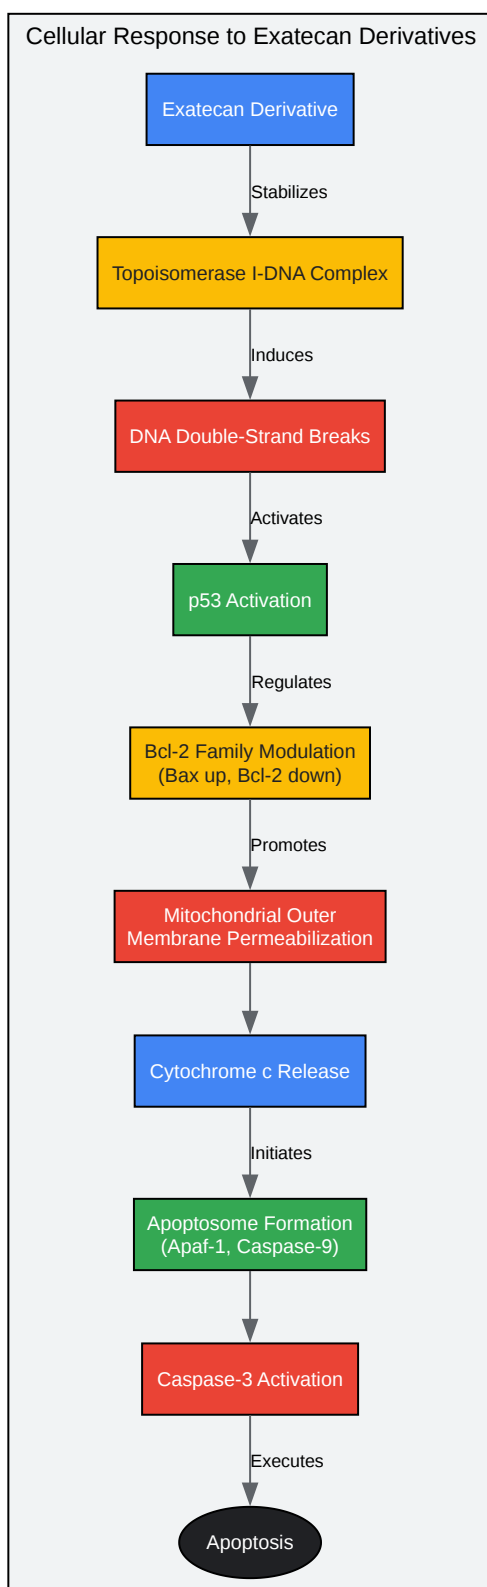 Cellular Response to Exatecan Derivatives
Exatecan Derivative
Stabilizes
Topoisomerase I-DNA Complex
Induces
DNA Double-Strand Breaks
Activates
p53 Activation
Regulates
Bcl-2 Family Modulation
(Bax up, Bcl-2 down)
Promotes
Mitochondrial Outer
Membrane Permeabilization
Cytochrome c Release
Initiates
Apoptosome Formation
(Apaf-1, Caspase-9)
Caspase-3 Activation
Executes
Apoptosis